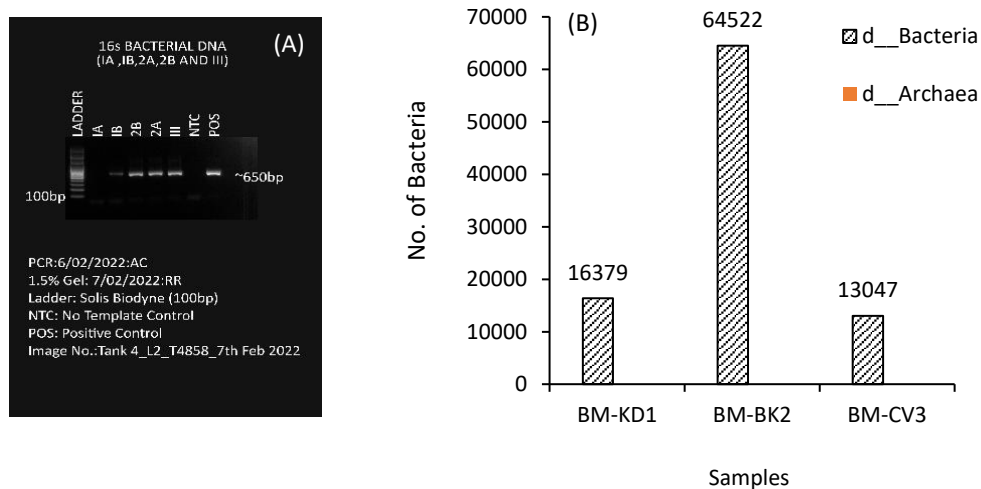 (A)
16s BACTERIAL DNA
(IA ,IB,2A,2B AND III)
LADDER
IA
IB
2B
2A
III
NTC
POS
~650bp
100bp
PCR:6/02/2022:AC
1.5% Gel: 7/02/2022:RR
Ladder: Solis Biodyne (100bp)
NTC: No Template Control
POS: Positive Control
Image No.:Tank 4_L2_T4858_7th Feb 2022
(B)
No. of Bacteria
70000
60000
50000
40000
30000
20000
10000
0
16379
64522
13047
BM-KD1
BM-BK2
BM-CV3
Samples
d__Bacteria
d__Archaea